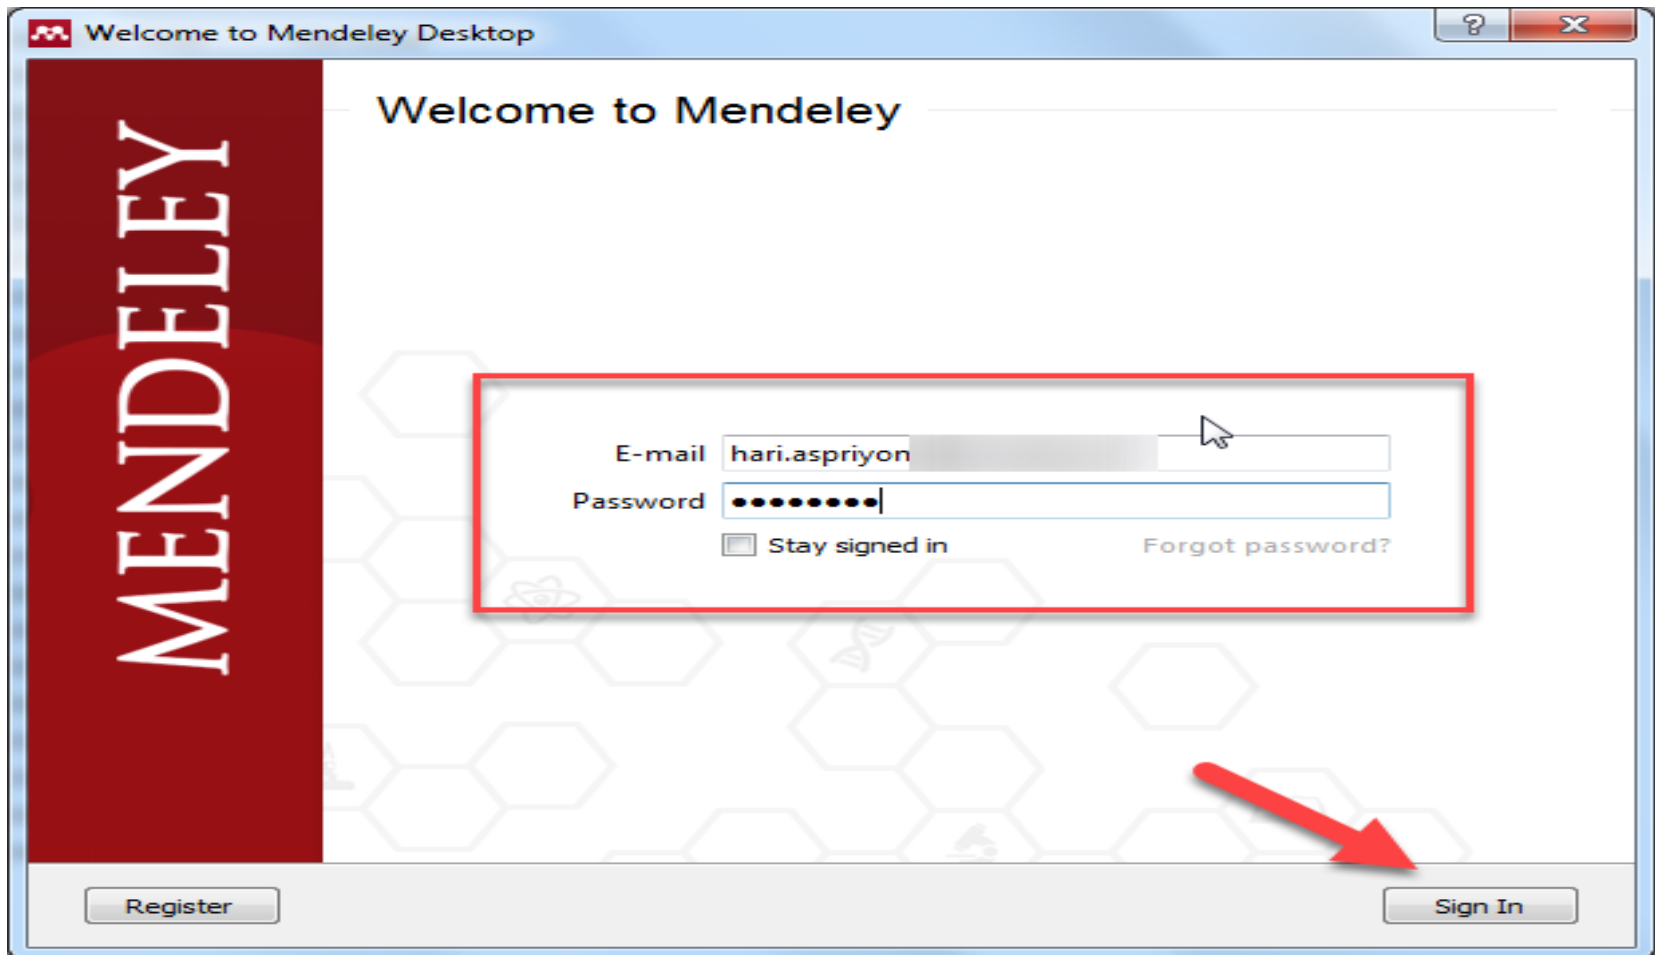 Welcome to Mendeley Desktop
MENDELEY
Welcome to Mendeley
E-mail hari.aspriyon
Password ••••••••
Stay signed in Forgot password?
Register Sign In